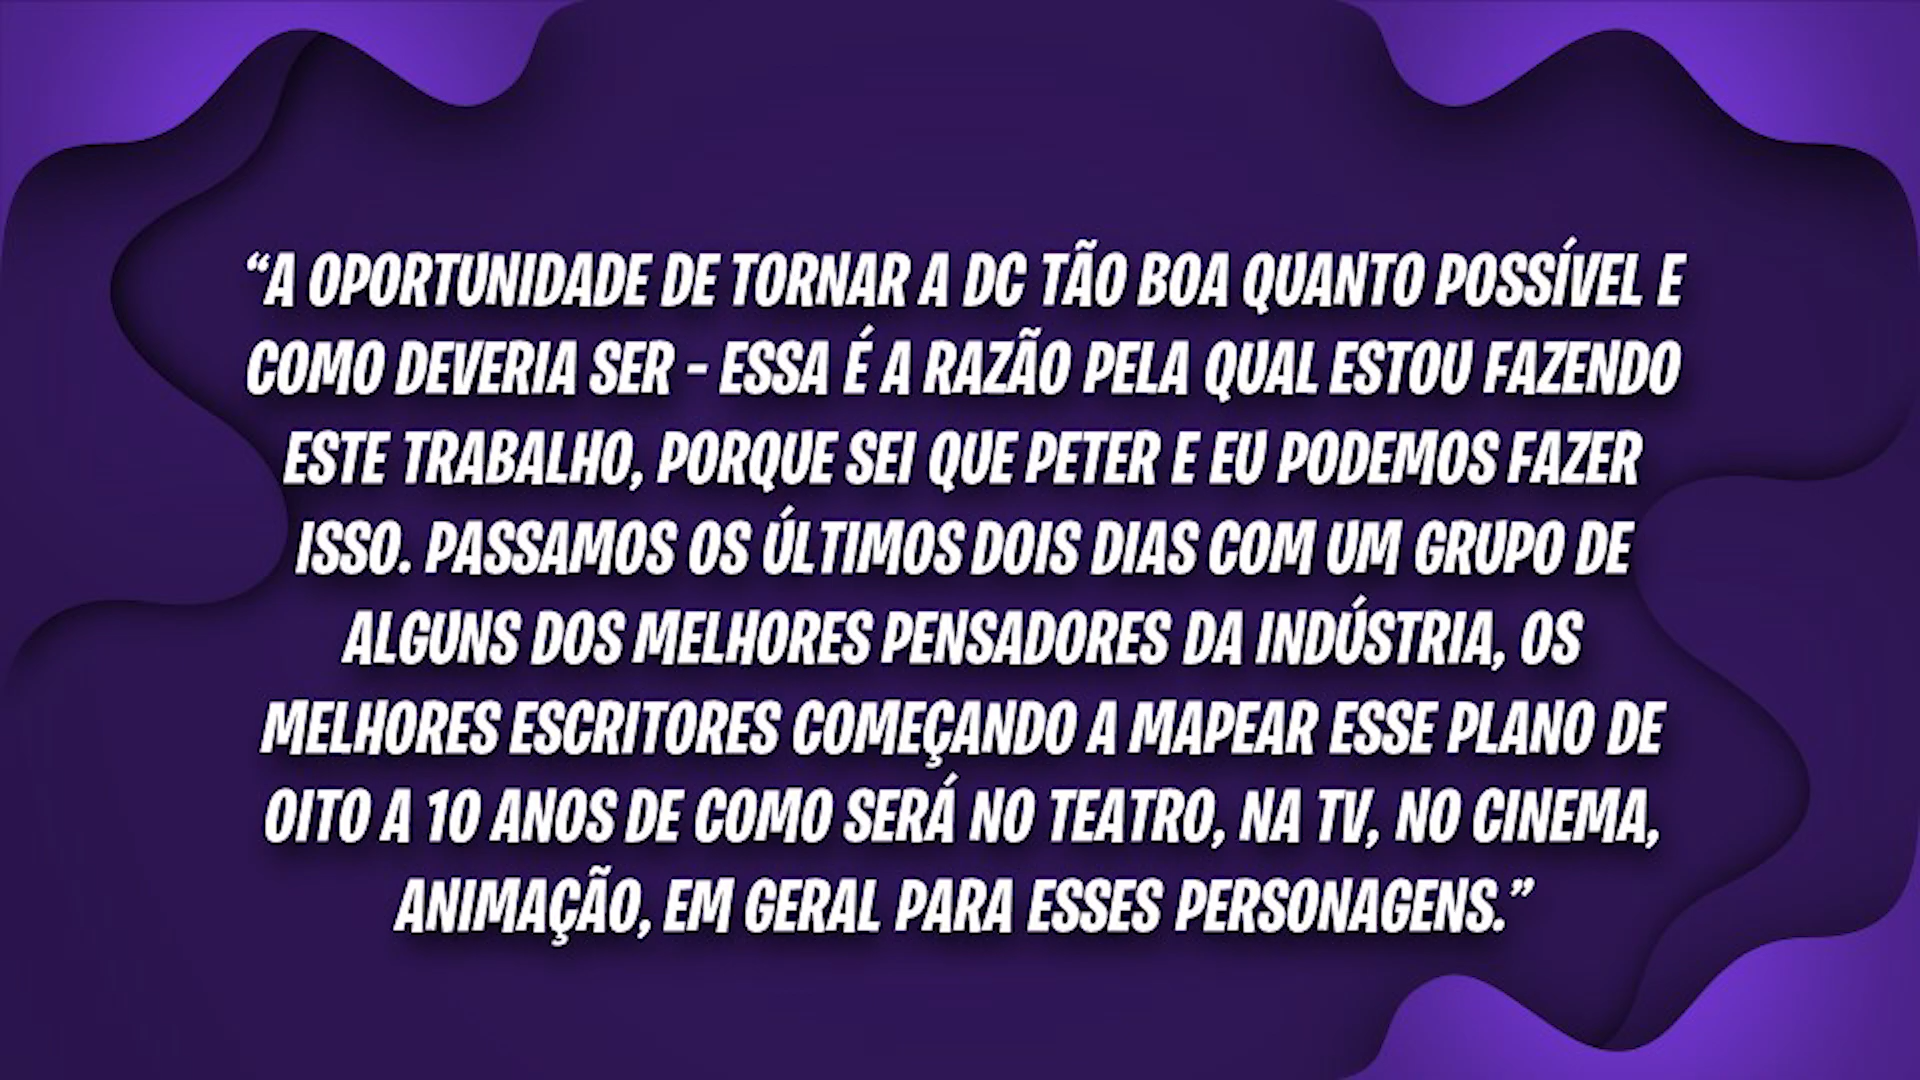 “A OPORTUNIDADE DE TORNAR A DC TÃO BOA QUANTO POSSÍVEL E
COMO DEVERIA SER - ESSA É A RAZÃO PELA QUAL ESTOU FAZENDO
ESTE TRABALHO, PORQUE SEI QUE PETER E EU PODEMOS FAZER
ISSO. PASSAMOS OS ÚLTIMOS DOIS DIAS COM UM GRUPO DE
ALGUNS DOS MELHORES PENSADORES DA INDÚSTRIA, OS
MELHORES ESCRITORES COMEÇANDO A MAPEAR ESSE PLANO DE
OITO A 10 ANOS DE COMO SERÁ NO TEATRO, NA TV, NO CINEMA,
ANIMAÇÃO, EM GERAL PARA ESSES PERSONAGENS.”